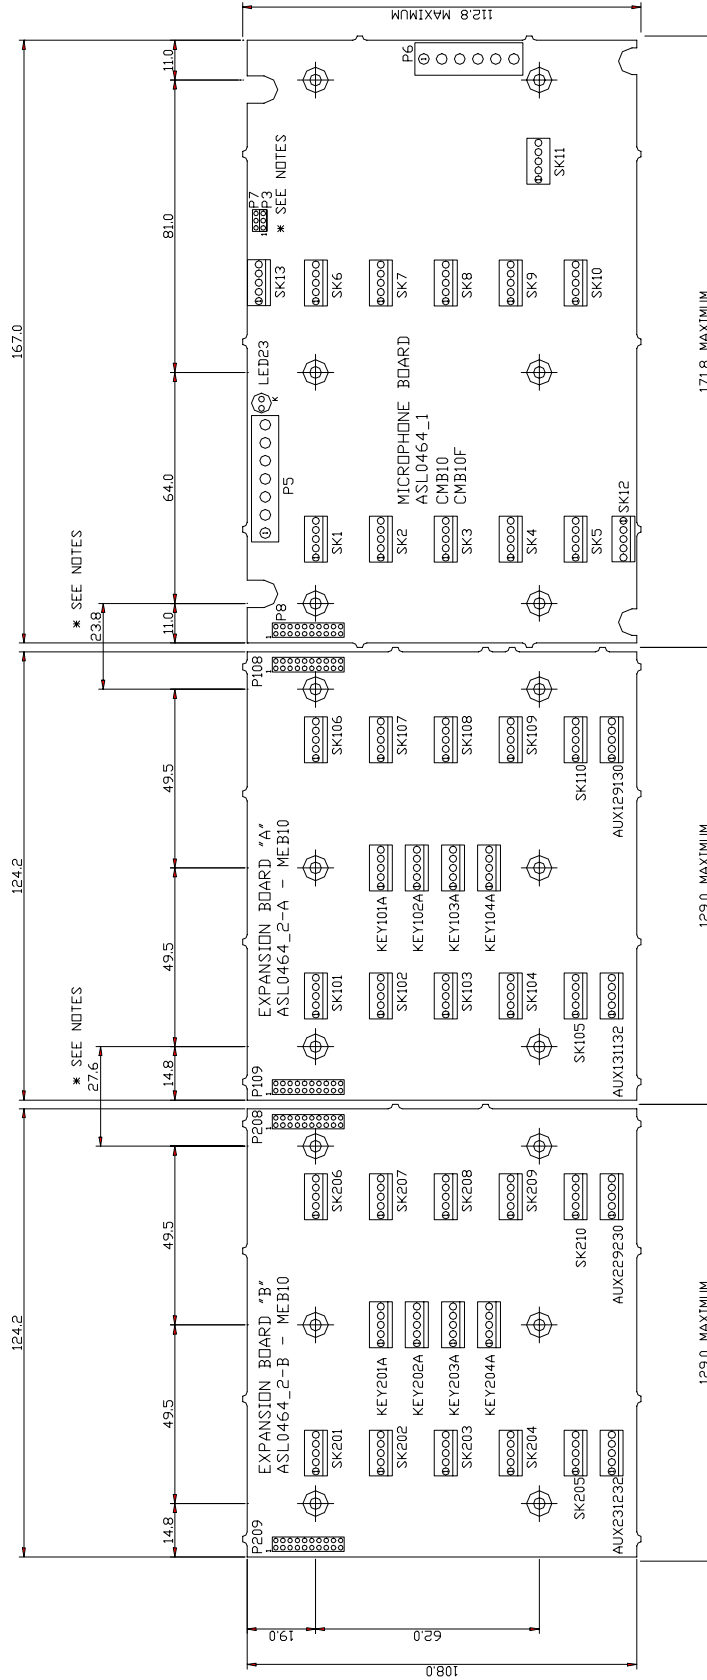 112.8 MAXIMUM
167.0
11.0
81.0
64.0
11.0
P6
P7
P3
1
* SEE NOTES
SK11
SK13
SK6
SK7
SK8
SK9
SK10
LED23
K
P5
MICROPHONE BOARD
ASL0464_1
CMB10
CMB10F
SK1
SK2
SK3
SK4
SK5
SK12
P8
1
171.8 MAXIMUM
* SEE NOTES
23.8
124.2
49.5
49.5
14.8
P108
1
SK106
SK107
SK108
SK109
SK110
AUX129130
EXPANSION BOARD "A"
ASL0464_2-A - MEB10
KEY101A
KEY102A
KEY103A
KEY104A
SK101
SK102
SK103
SK104
SK105
AUX131132
P109
1
129.0 MAXIMUM
* SEE NOTES
27.6
124.2
49.5
49.5
14.8
P208
1
SK206
SK207
SK208
SK209
SK210
AUX229230
EXPANSION BOARD "B"
ASL0464_2-B - MEB10
KEY201A
KEY202A
KEY203A
KEY204A
SK201
SK202
SK203
SK204
SK205
AUX231232
P209
1
129.0 MAXIMUM
19.0
62.0
108.0